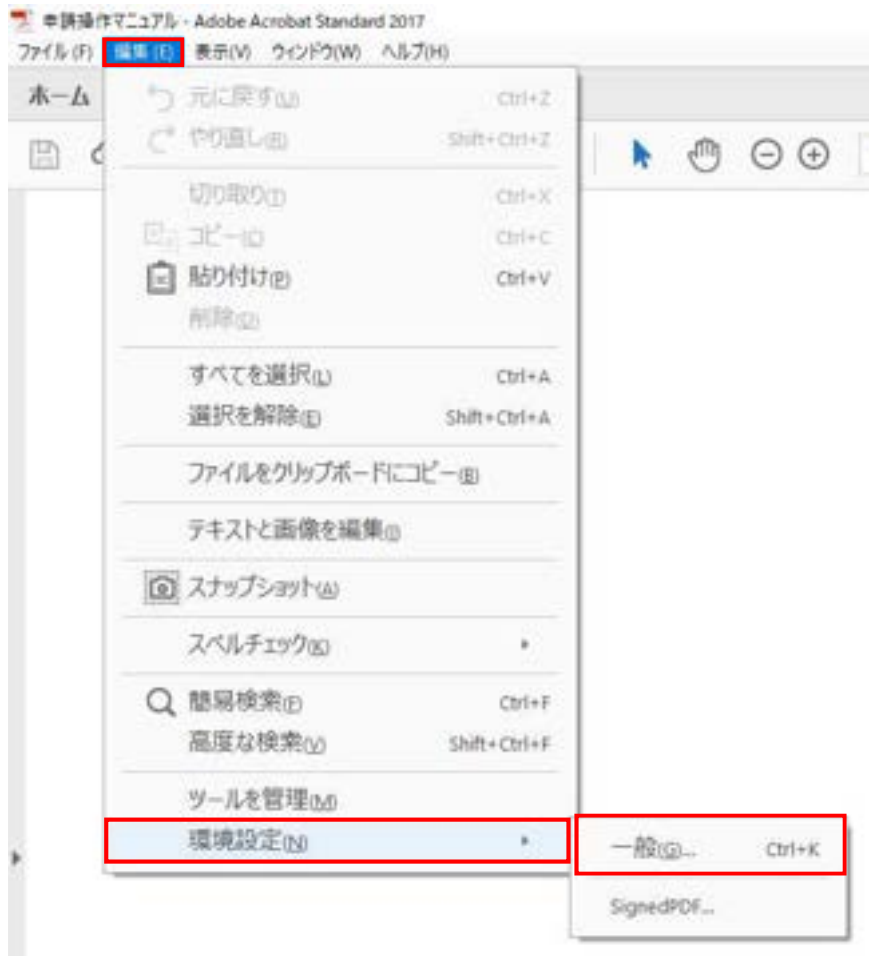 申請操作マニュアル - Adobe Acrobat Standard 2017
ファイル(F) 編集(E) 表示(V) ウィンドウ(W) ヘルプ(H)
ホーム
元に戻す(U) Ctrl+Z
やり直し(R) Shift+Ctrl+Z
切り取り(T) Ctrl+X
コピー(C) Ctrl+C
貼り付け(P) Ctrl+V
削除(D)
すべてを選択(L) Ctrl+A
選択を解除(E) Shift+Ctrl+A
ファイルをクリップボードにコピー(B)
テキストと画像を編集(I)
スナップショット(A)
スペルチェック(K)
簡易検索(F) Ctrl+F
高度な検索(V) Shift+Ctrl+F
ツールを管理(M)
環境設定(N)
一般(G)... Ctrl+K
SignedPDF...